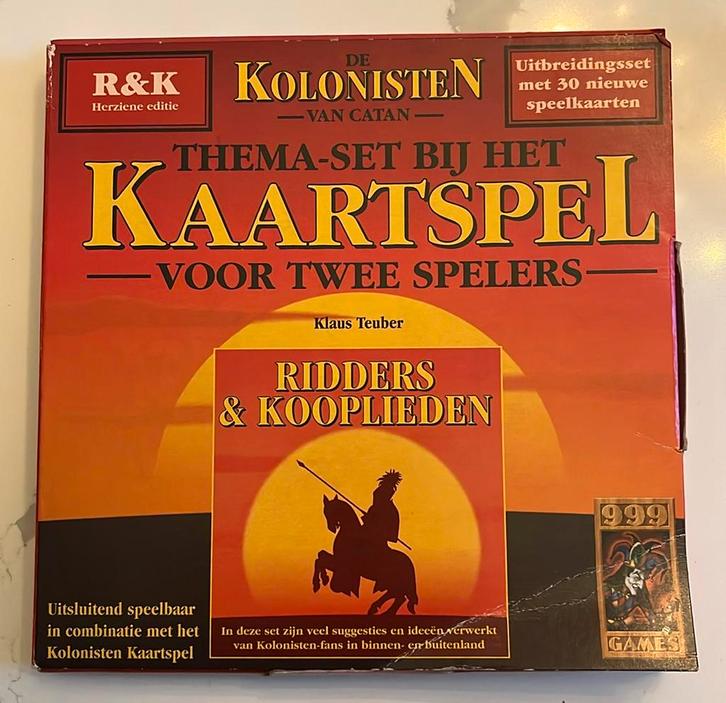 R&K
Herziene editie
DE
KOLONISTEN
VAN CATAN
Uitbreidingsset
met 30 nieuwe
speelkaarten
THEMA-SET BIJ HET
KAARTSPEL
VOOR TWEE SPELERS
Klaus Teuber
RIDDERS
& KOOPLIEDEN
Uitsluitend speelbaar
in combinatie met het
Kolonisten Kaartspel
In deze set zijn veel suggesties en ideeën verwerkt
van Kolonisten-fans in binnen- en buitenland
999
GAMES